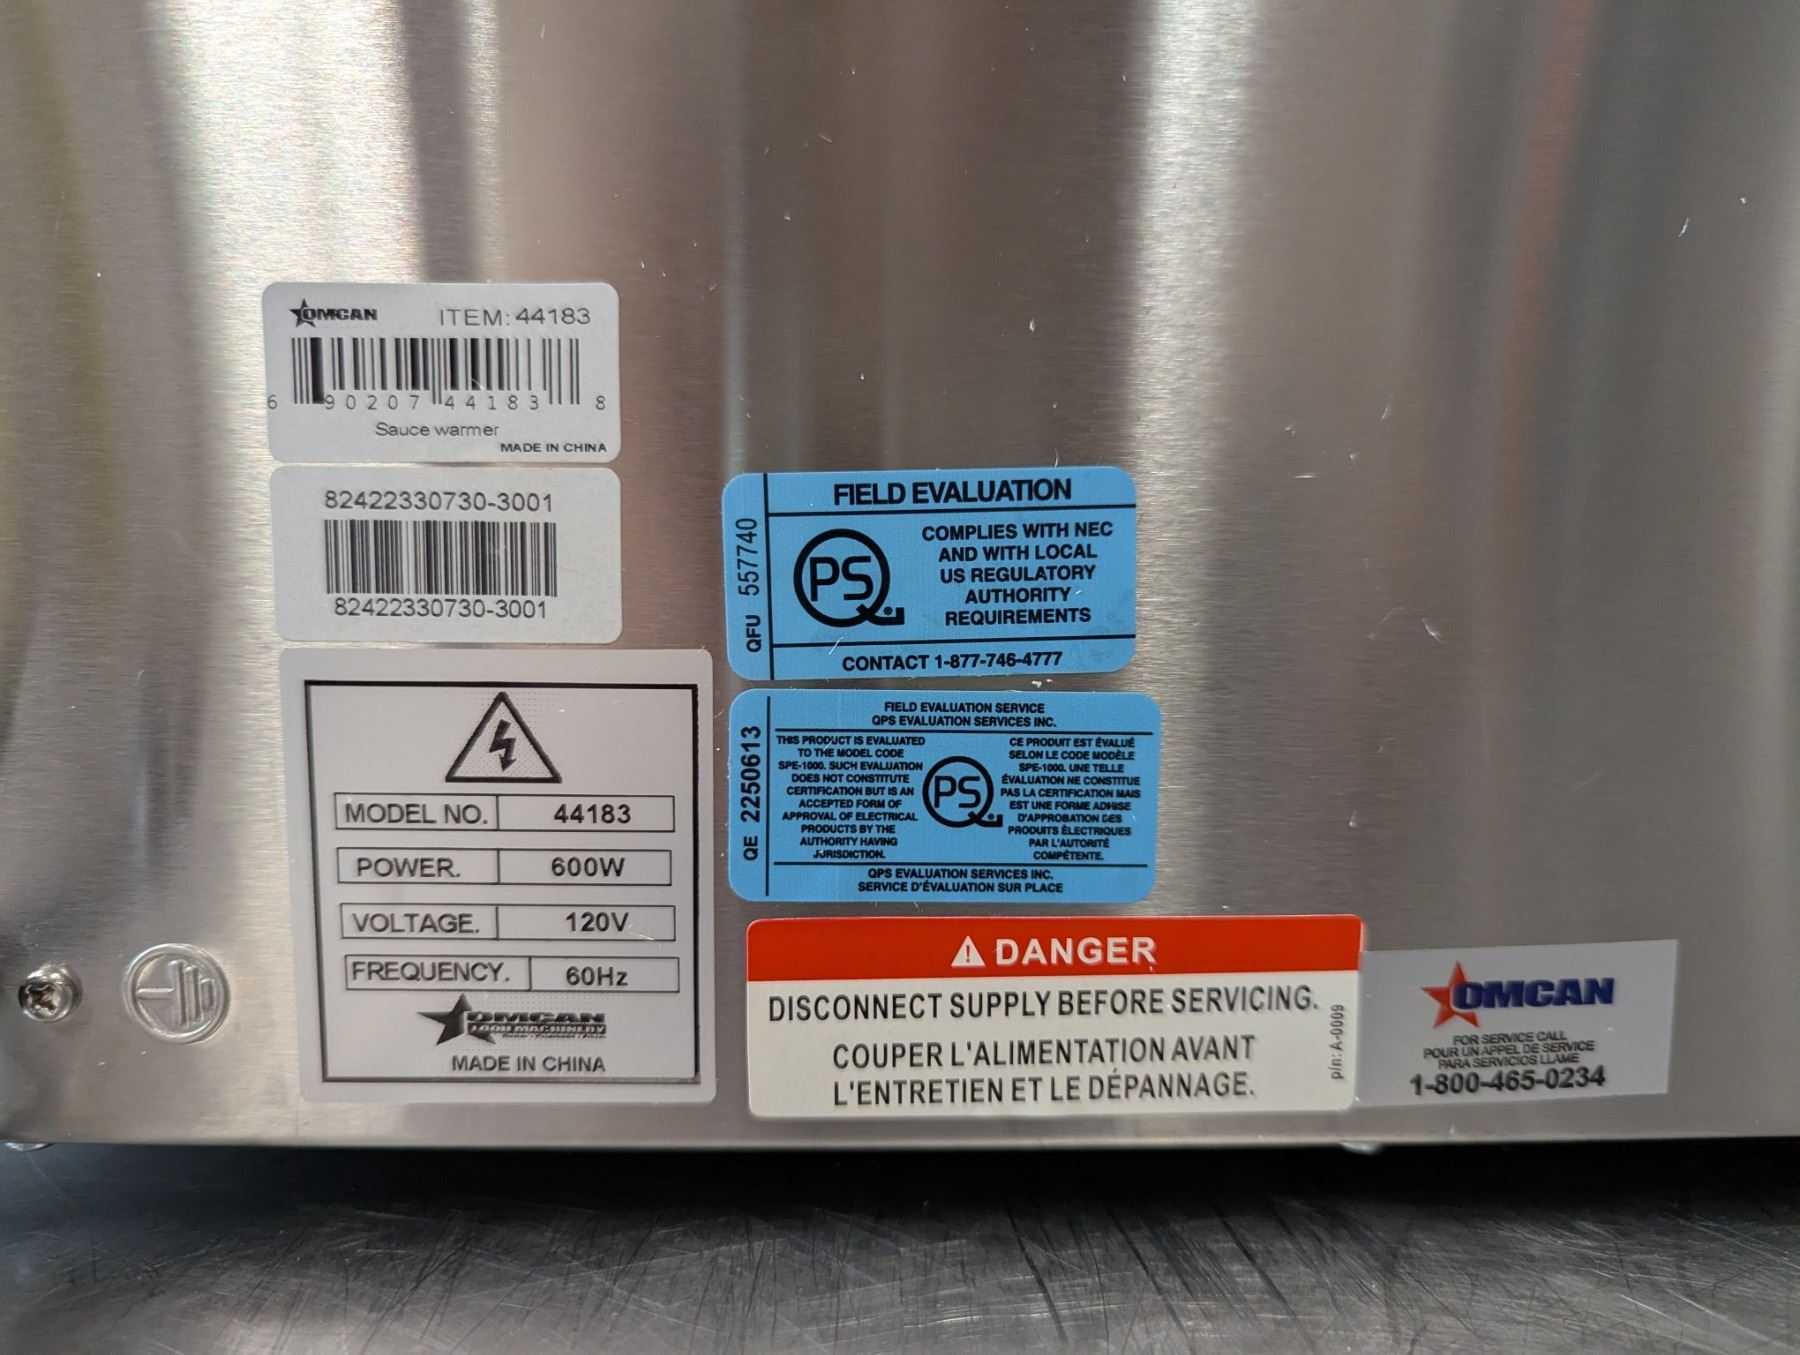 OMCAN ITEM: 44183
6 90207 44183 8
Sauce warmer
MADE IN CHINA
82422330730-3001
82422330730-3001
MODEL NO. 44183
POWER. 600W
VOLTAGE. 120V
FREQUENCY. 60Hz
OMCAN
FOOD MACHINERY
MADE IN CHINA
QFU 557740
FIELD EVALUATION
PS
COMPLIES WITH NEC
AND WITH LOCAL
US REGULATORY
AUTHORITY
REQUIREMENTS
CONTACT 1-877-746-4777
QE 2250613
FIELD EVALUATION SERVICE
QPS EVALUATION SERVICES INC.
THIS PRODUCT IS EVALUATED
TO THE MODEL CODE
SPE-1000. SUCH EVALUATION
DOES NOT CONSTITUTE
CERTIFICATION BUT IS AN
ACCEPTED FORM OF
APPROVAL OF ELECTRICAL
PRODUCTS BY THE
AUTHORITY HAVING
JURISDICTION.
PS
CE PRODUIT EST ÉVALUÉ
SELON LE CODE MODÈLE
SPE-1000. UNE TELLE
ÉVALUATION NE CONSTITUE
PAS LA CERTIFICATION MAIS
EST UNE FORME ADMISE
D'APPROBATION DES
PRODUITS ÉLECTRIQUES
PAR L'AUTORITÉ
COMPÉTENTE.
QPS EVALUATION SERVICES INC.
SERVICE D'ÉVALUATION SUR PLACE
DANGER
DISCONNECT SUPPLY BEFORE SERVICING.
COUPER L'ALIMENTATION AVANT
L'ENTRETIEN ET LE DÉPANNAGE.
p/n: A-0009
OMCAN
FOR SERVICE CALL
POUR UN APPEL DE SERVICE
PARA SERVICIOS LLAME
1-800-465-0234